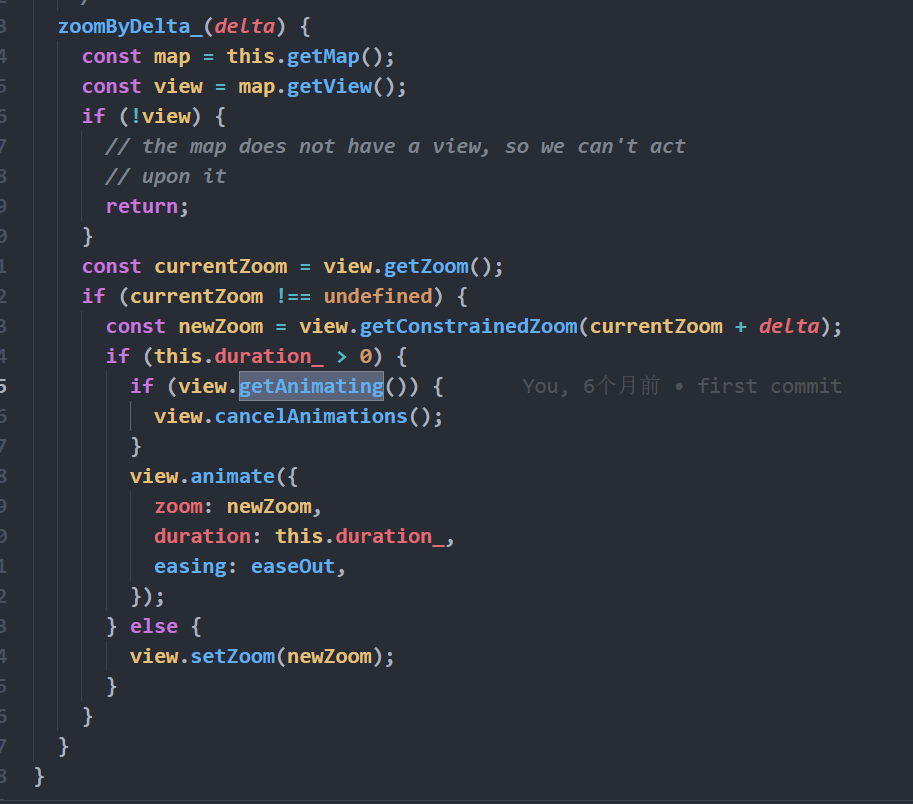 zoomByDelta_(delta) {
const map = this.getMap();
const view = map.getView();
if (!view) {
// the map does not have a view, so we can't act
// upon it
return;
}
const currentZoom = view.getZoom();
if (currentZoom !== undefined) {
const newZoom = view.getConstrainedZoom(currentZoom + delta);
if (this.duration_ > 0) {
if (view.getAnimating()) { You, 6个月前 • first commit
view.cancelAnimations();
}
view.animate({
zoom: newZoom,
duration: this.duration_,
easing: easeOut,
});
} else {
view.setZoom(newZoom);
}
}
}
}